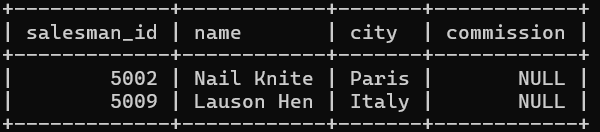 +-------------+------------+-------+------------+
| salesman_id | name       | city  | commission |
+-------------+------------+-------+------------+
|        5002 | Nail Knite | Paris |       NULL |
|        5009 | Lauson Hen | Italy |       NULL |
+-------------+------------+-------+------------+